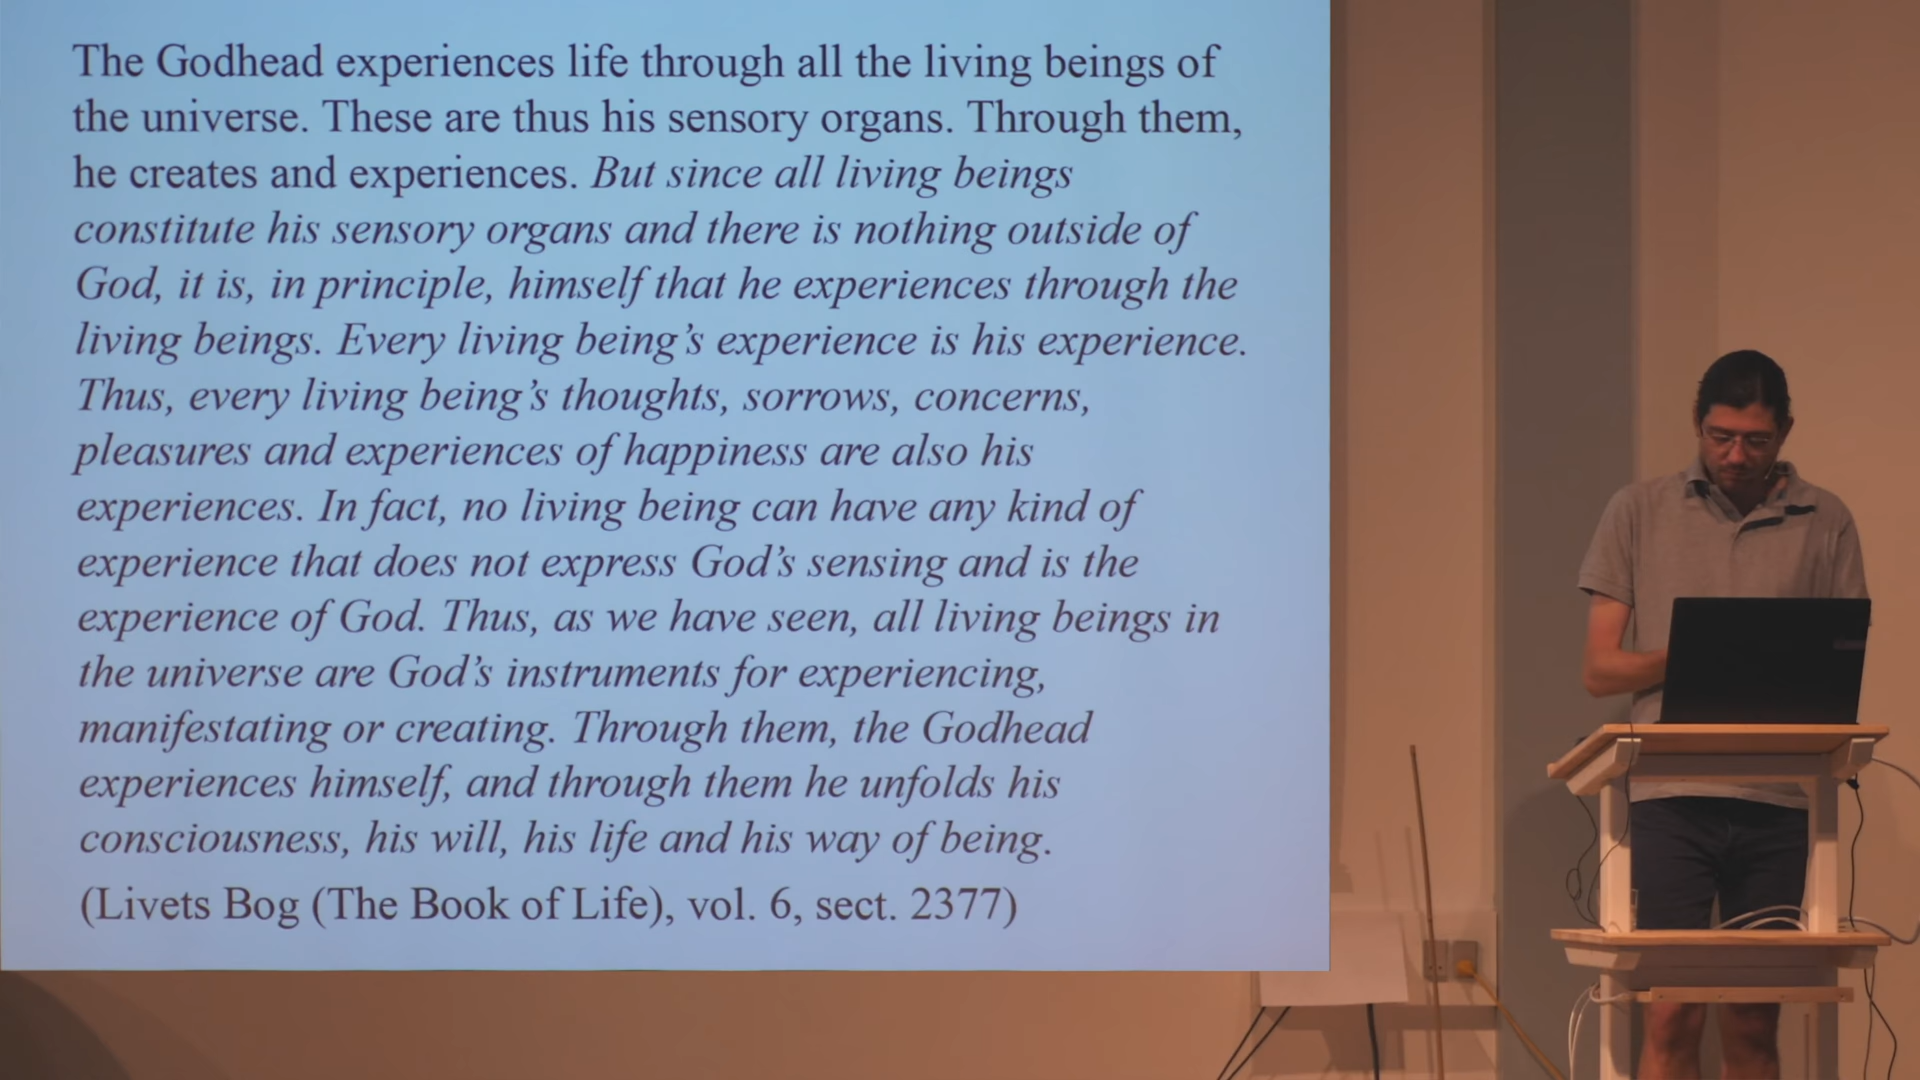 The Godhead experiences life through all the living beings of
the universe. These are thus his sensory organs. Through them,
he creates and experiences. But since all living beings
constitute his sensory organs and there is nothing outside of
God, it is, in principle, himself that he experiences through the
living beings. Every living being’s experience is his experience.
Thus, every living being’s thoughts, sorrows, concerns,
pleasures and experiences of happiness are also his
experiences. In fact, no living being can have any kind of
experience that does not express God’s sensing and is the
experience of God. Thus, as we have seen, all living beings in
the universe are God’s instruments for experiencing,
manifestating or creating. Through them, the Godhead
experiences himself, and through them he unfolds his
consciousness, his will, his life and his way of being.
(Livets Bog (The Book of Life), vol. 6, sect. 2377)